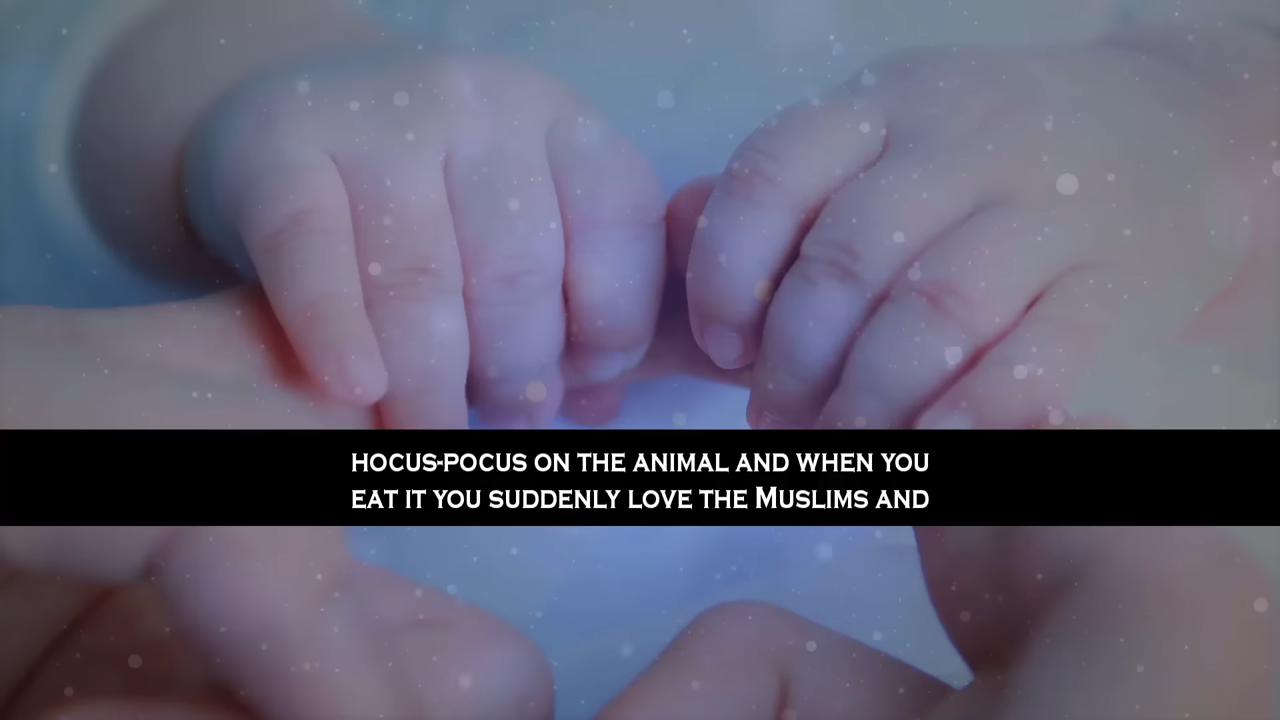 HOCUS-POCUS ON THE ANIMAL AND WHEN YOU
EAT IT YOU SUDDENLY LOVE THE MUSLIMS AND